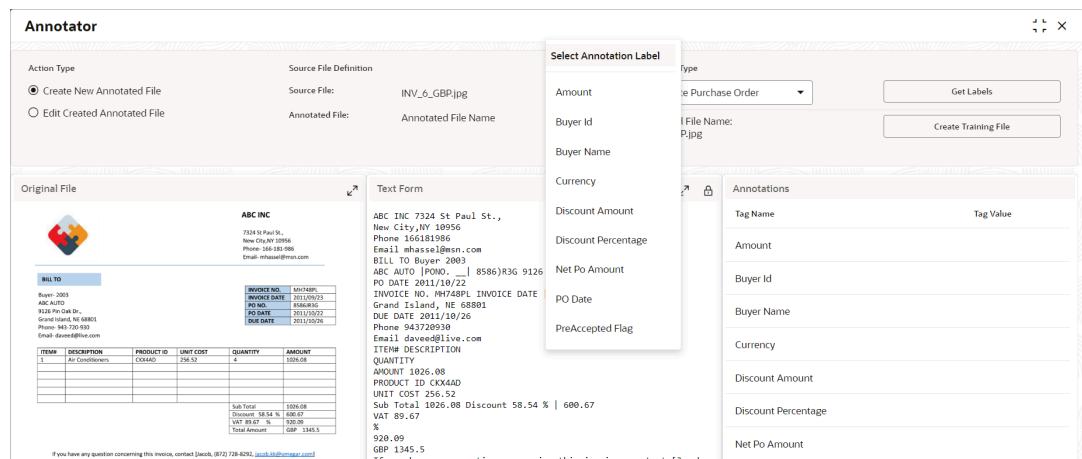 Annotator
Action Type
Create New Annotated File
Edit Created Annotated File
Source File Definition
Source File: INV_6_GBP.jpg
Annotated File: Annotated File Name
Select Annotation Label
Amount
Buyer Id
Buyer Name
Currency
Discount Amount
Discount Percentage
Net Po Amount
PO Date
PreAccepted Flag
Type
Purchase Order
File Name:
P.jpg
Get Labels
Create Training File
Original File
ABC INC
7324 St Paul St.,
New City,NY 10956
Phone- 166-181-986
Email- mhassel@msn.com
BILL TO
Buyer- 2003
ABC AUTO
9126 Pin Oak Dr.,
Grand Island, NE 68801
Phone- 943-720-930
Email- daveed@live.com
INVOICE NO. MH748PL
INVOICE DATE 2011/09/23
PO NO. 8586JR3G
PO DATE 2011/10/22
DUE DATE 2011/10/26
ITEM# DESCRIPTION PRODUCT ID UNIT COST QUANTITY AMOUNT
1 Air Conditioners CKX4AD 256.52 4 1026.08
Sub Total 1026.08
Discount 58.54 % 600.67
VAT 89.67 % 920.09
Total Amount GBP 1345.5
If you have any question concerning this invoice, contact [Jacob, (872) 728-8292, jacob.kk@omegar.com]
Text Form
ABC INC 7324 St Paul St.,
New City,NY 10956
Phone 166181986
Email mhassel@msn.com
BILL TO Buyer 2003
ABC AUTO |PONO. __| 8586)R3G 9126
PO DATE 2011/10/22
INVOICE NO. MH748PL INVOICE DATE
Grand Island, NE 68801
DUE DATE 2011/10/26
Phone 943720930
Email daveed@live.com
ITEM# DESCRIPTION
QUANTITY
AMOUNT 1026.08
PRODUCT ID CKX4AD
UNIT COST 256.52
Sub Total 1026.08 Discount 58.54 % | 600.67
VAT 89.67
%
920.09
GBP 1345.5
Annotations
Tag Name Tag Value
Amount
Buyer Id
Buyer Name
Currency
Discount Amount
Discount Percentage
Net Po Amount